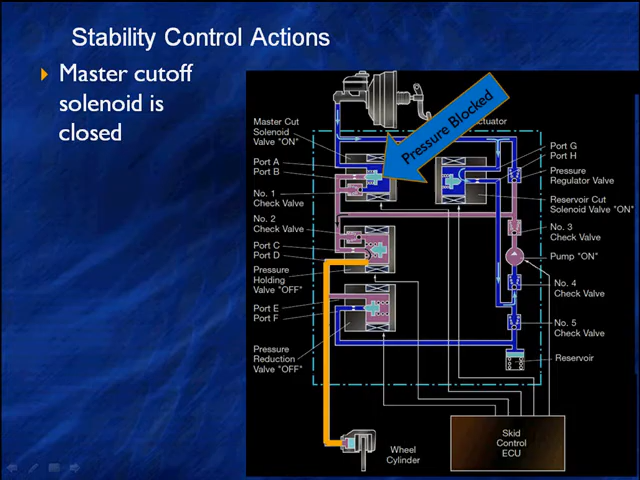 Stability Control Actions
Master cutoff
solenoid is
closed
Pressure Blocked
Master Cut
Solenoid
Valve "ON"
Port A
Port B
No. 1
Check Valve
No. 2
Check Valve
Port C
Port D
Pressure
Holding
Valve "OFF"
Port E
Port F
Pressure
Reduction
Valve "OFF"
Port G
Port H
Pressure
Regulator Valve
Reservoir Cut
Solenoid Valve "ON"
No. 3
Check Valve
Pump "ON"
No. 4
Check Valve
No. 5
Check Valve
Reservoir
Wheel
Cylinder
Skid
Control
ECU